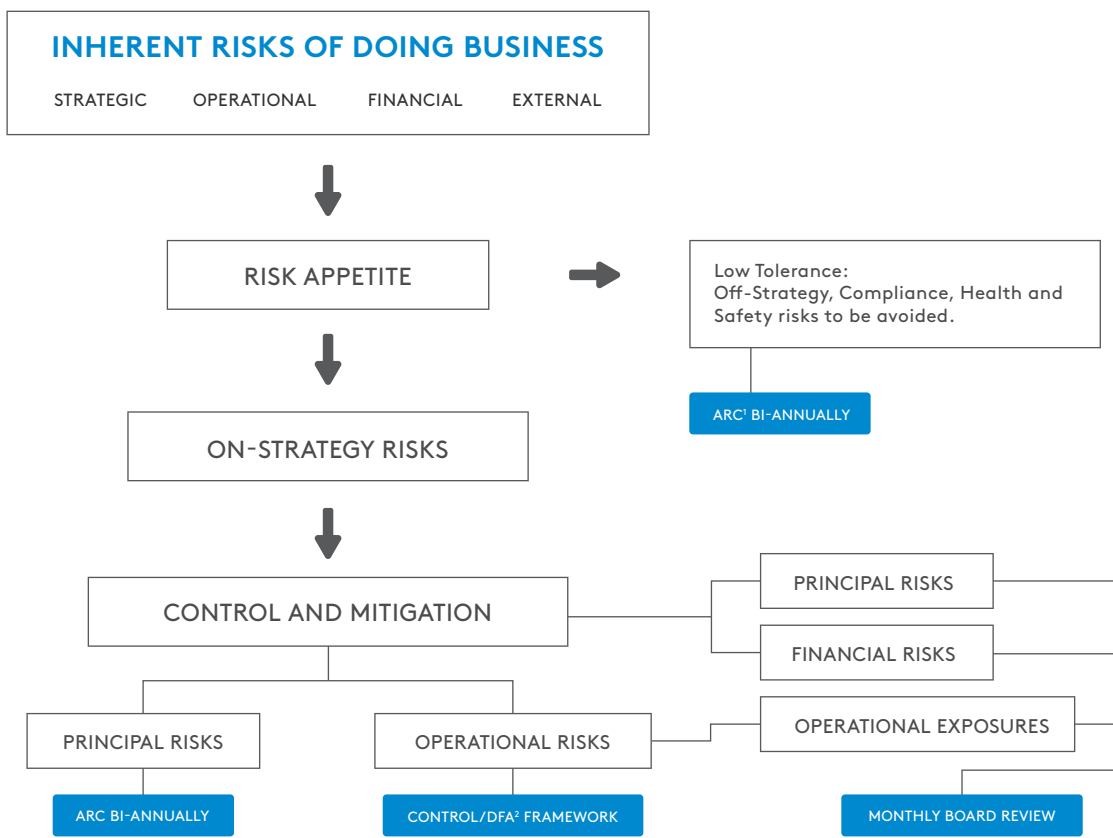 INHERENT RISKS OF DOING BUSINESS
STRATEGIC OPERATIONAL FINANCIAL EXTERNAL
RISK APPETITE
Low Tolerance:
Off-Strategy, Compliance, Health and
Safety risks to be avoided.
ARC¹ BI-ANNUALLY
ON-STRATEGY RISKS
CONTROL AND MITIGATION
PRINCIPAL RISKS
FINANCIAL RISKS
PRINCIPAL RISKS
OPERATIONAL RISKS
OPERATIONAL EXPOSURES
ARC BI-ANNUALLY
CONTROL/DFA² FRAMEWORK
MONTHLY BOARD REVIEW